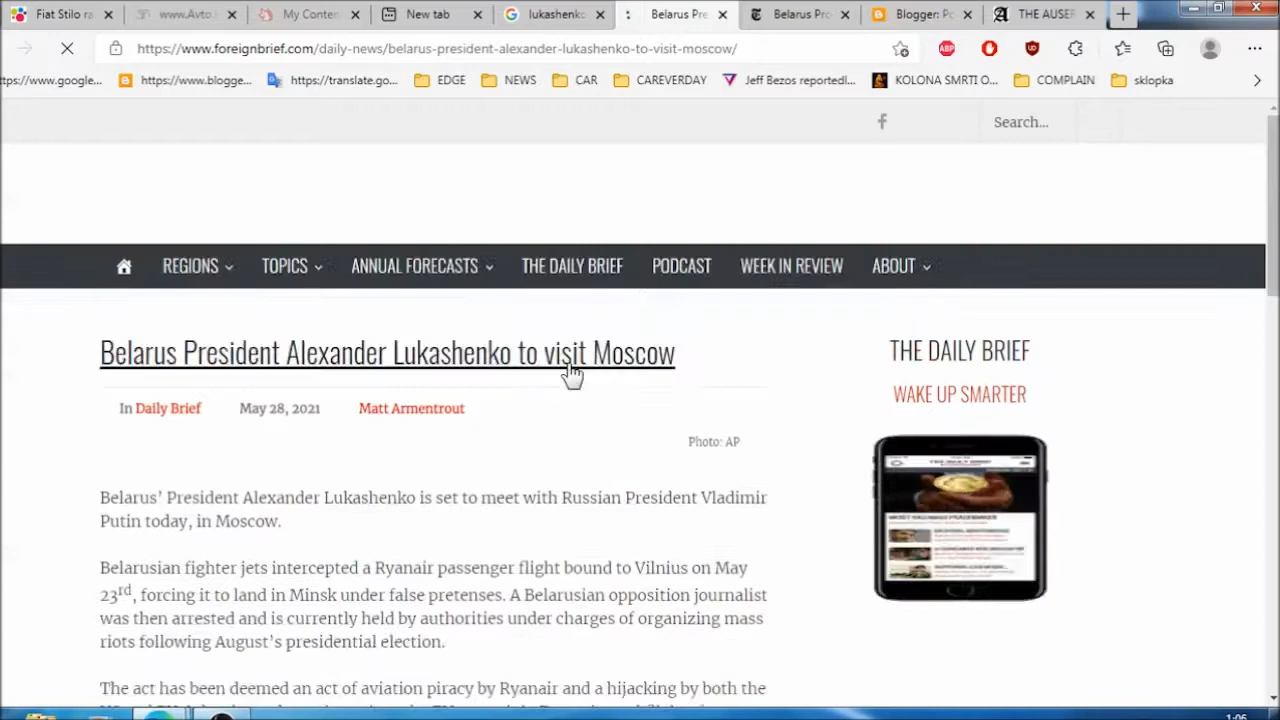 Fiat Stilo ra
www.Avto.
My Conten
New tab
lukashenko
Belarus Pre
Belarus Pro
Blogger: Po
THE AUSER
https://www.foreignbrief.com/daily-news/belarus-president-alexander-lukashenko-to-visit-moscow/
ABP
ttps://www.google...
https://www.blogge...
https://translate.go...
EDGE
NEWS
CAR
CAREVERDAY
Jeff Bezos reportedl...
KOLONA SMRTI O...
COMPLAIN
sklopka
Search...
REGIONS
TOPICS
ANNUAL FORECASTS
THE DAILY BRIEF
PODCAST
WEEK IN REVIEW
ABOUT
Belarus President Alexander Lukashenko to visit Moscow
In Daily Brief May 28, 2021 Matt Armentrout
Photo: AP
Belarus' President Alexander Lukashenko is set to meet with Russian President Vladimir
Putin today, in Moscow.
Belarusian fighter jets intercepted a Ryanair passenger flight bound to Vilnius on May
23rd, forcing it to land in Minsk under false pretenses. A Belarusian opposition journalist
was then arrested and is currently held by authorities under charges of organizing mass
riots following August's presidential election.
The act has been deemed an act of aviation piracy by Ryanair and a hijacking by both the
THE DAILY BRIEF
WAKE UP SMARTER
1:06